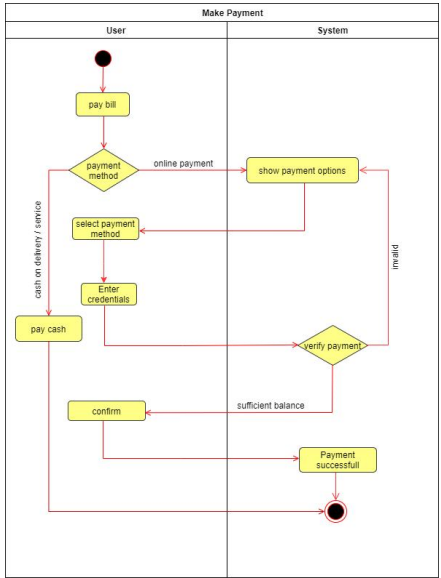 Make Payment
User
System
pay bill
payment
method
online payment
show payment options
cash on delivery / service
select payment
method
invalid
Enter
credentials
pay cash
verify payment
confirm
sufficient balance
Payment
successfull